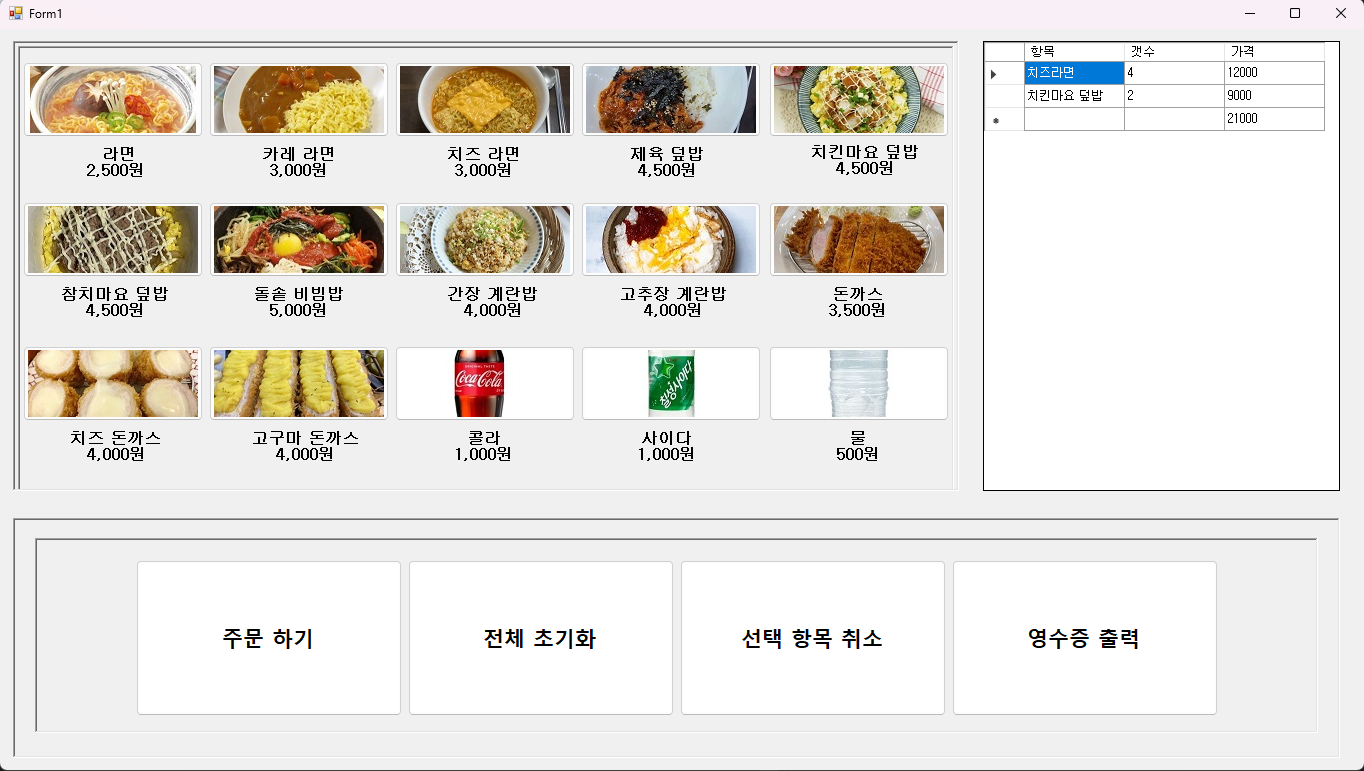 Form1
라면
2,500원
카레 라면
3,000원
치즈 라면
3,000원
제육 덮밥
4,500원
치킨마요 덮밥
4,500원
참치마요 덮밥
4,500원
돌솥 비빔밥
5,000원
간장 계란밥
4,000원
고추장 계란밥
4,000원
돈까스
3,500원
치즈 돈까스
4,000원
고구마 돈까스
4,000원
Coca-Cola
콜라
1,000원
칠성사이다
사이다
1,000원
물
500원
항목 갯수 가격
치즈라면 4 12000
치킨마요 덮밥 2 9000
21000
주문 하기
전체 초기화
선택 항목 취소
영수증 출력